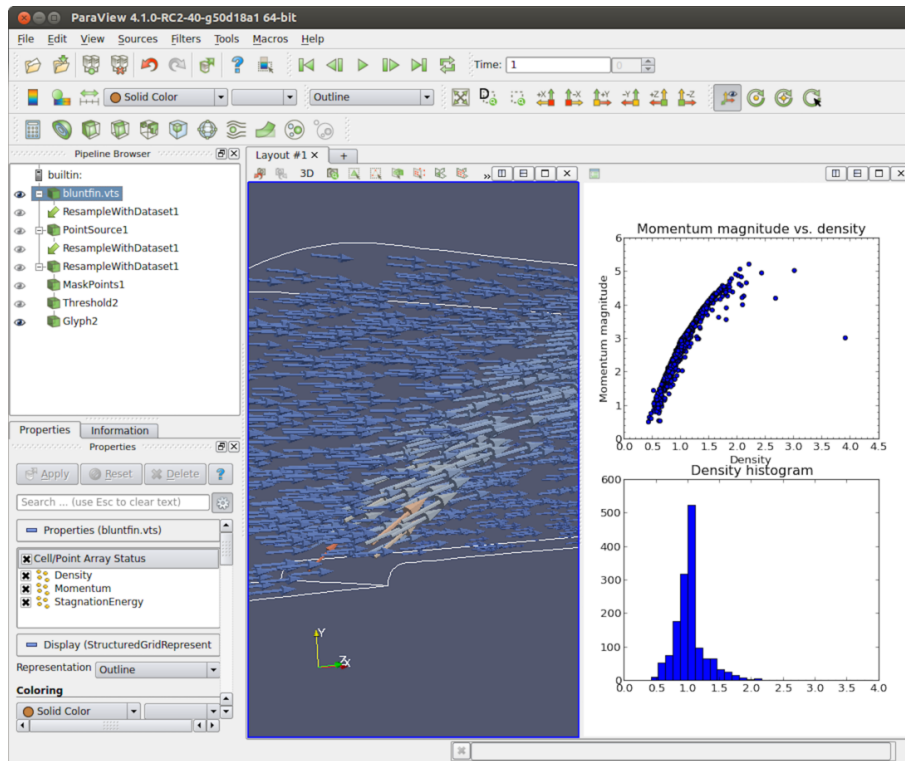 ParaView 4.1.0-RC2-40-g50d18a1 64-bit
File Edit View Sources Filters Tools Macros Help
Time: 1 0
Solid Color Outline +X -X +Y -Y +Z -Z
Pipeline Browser
Layout #1 × +
builtin:
3D »
bluntfin.vts
ResampleWithDataset1
PointSource1
ResampleWithDataset1
ResampleWithDataset1
MaskPoints1
Threshold2
Glyph2
Momentum magnitude vs. density
6
5
4
3
2
1
0
Momentum magnitude
0.0 0.5 1.0 1.5 2.0 2.5 3.0 3.5 4.0 4.5
Density
Density histogram
600
500
400
300
200
100
0
0.0 0.5 1.0 1.5 2.0 2.5 3.0 3.5 4.0
Y
Z
X
Properties Information
Properties
Apply Reset Delete ?
Search ... (use Esc to clear text)
Properties (bluntfin.vts)
Cell/Point Array Status
Density
Momentum
StagnationEnergy
Display (StructuredGridRepresent
Representation Outline
Coloring
Solid Color